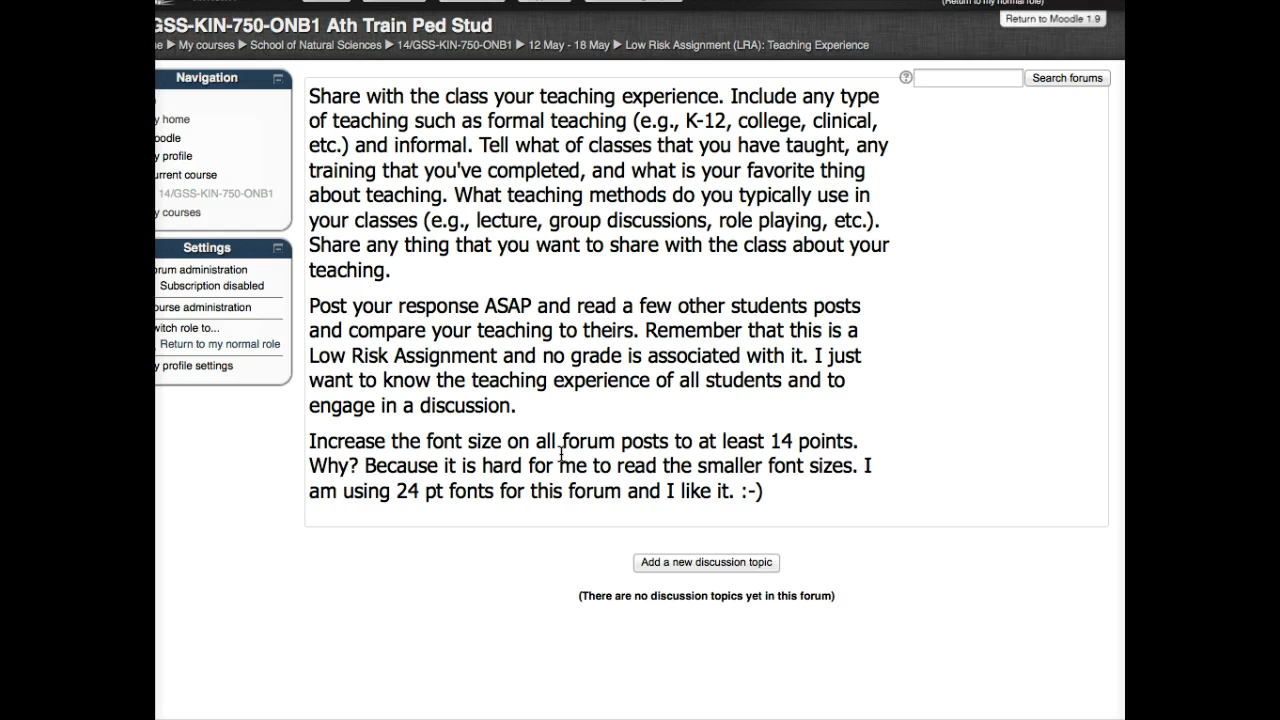 (Return to my normal role)
GSS-KIN-750-ONB1 Ath Train Ped Stud
Return to Moodle 1.9
me ▶ My courses ▶ School of Natural Sciences ▶ 14/GSS-KIN-750-ONB1 ▶ 12 May - 18 May ▶ Low Risk Assignment (LRA): Teaching Experience
Navigation
y home
oodle
y profile
urrent course
14/GSS-KIN-750-ONB1
y courses
Settings
orum administration
Subscription disabled
ourse administration
witch role to...
Return to my normal role
y profile settings
Search forums
Share with the class your teaching experience. Include any type
of teaching such as formal teaching (e.g., K-12, college, clinical,
etc.) and informal. Tell what of classes that you have taught, any
training that you've completed, and what is your favorite thing
about teaching. What teaching methods do you typically use in
your classes (e.g., lecture, group discussions, role playing, etc.).
Share any thing that you want to share with the class about your
teaching.
Post your response ASAP and read a few other students posts
and compare your teaching to theirs. Remember that this is a
Low Risk Assignment and no grade is associated with it. I just
want to know the teaching experience of all students and to
engage in a discussion.
Increase the font size on all forum posts to at least 14 points.
Why? Because it is hard for me to read the smaller font sizes. I
am using 24 pt fonts for this forum and I like it. :-)
Add a new discussion topic
(There are no discussion topics yet in this forum)